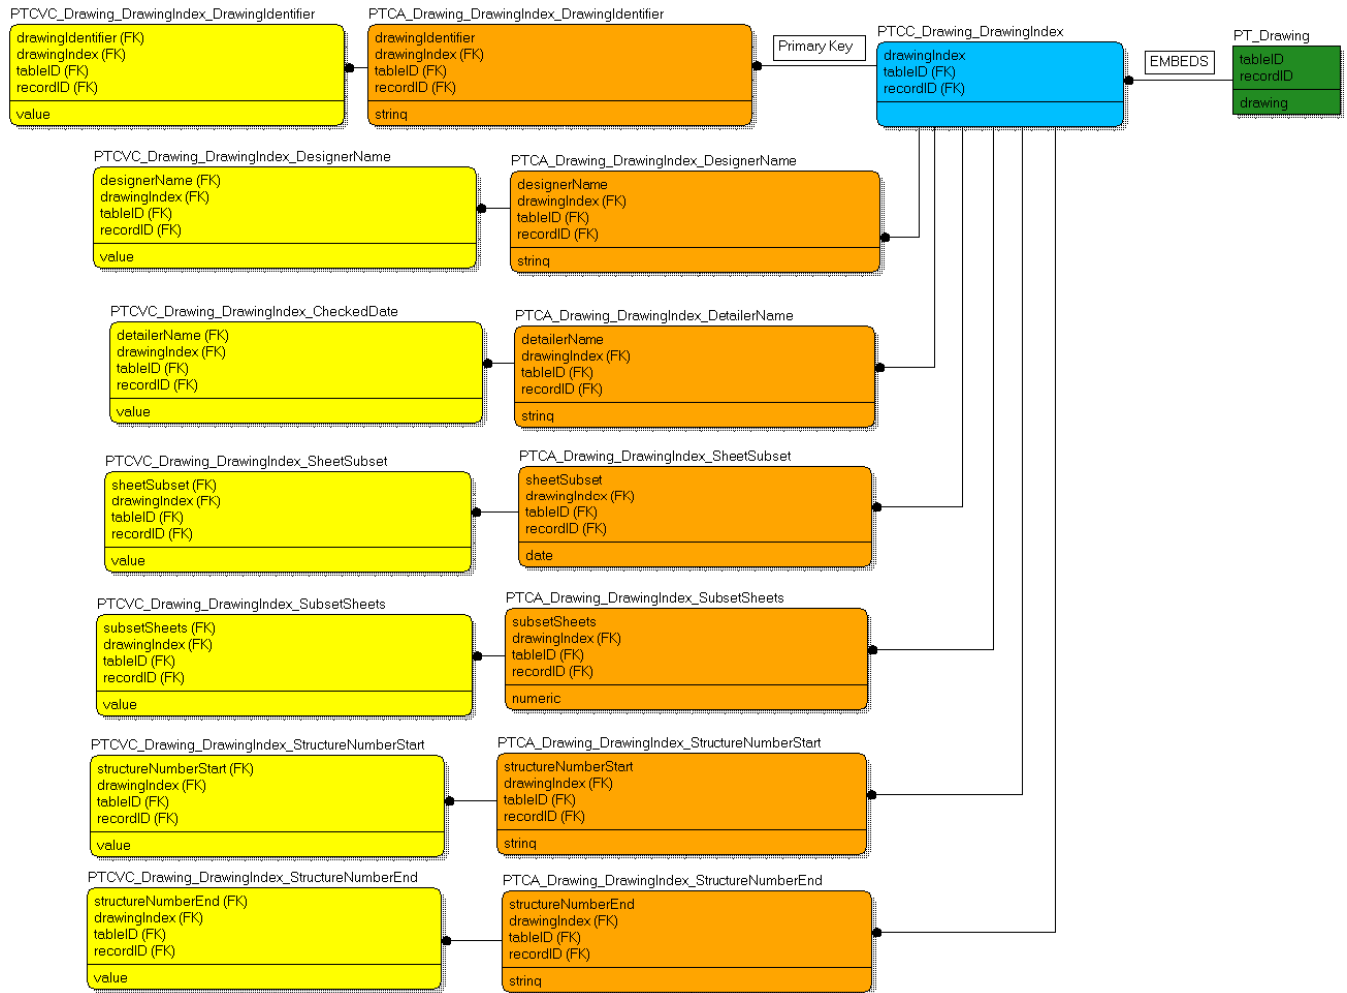 PTCVC_Drawing_DrawingIndex_DrawingIdentifier
drawingIdentifier (FK)
drawingIndex (FK)
tableID (FK)
recordID (FK)
value
PTCA_Drawing_DrawingIndex_DrawingIdentifier
drawingIdentifier
drawingIndex (FK)
tableID (FK)
recordID (FK)
string
Primary Key
PTCC_Drawing_DrawingIndex
drawingIndex
tableID (FK)
recordID (FK)
EMBEDS
PT_Drawing
tableID
recordID
drawing
PTCVC_Drawing_DrawingIndex_DesignerName
designerName (FK)
drawingIndex (FK)
tableID (FK)
recordID (FK)
value
PTCA_Drawing_DrawingIndex_DesignerName
designerName
drawingIndex (FK)
tableID (FK)
recordID (FK)
string
PTCVC_Drawing_DrawingIndex_CheckedDate
detailerName (FK)
drawingIndex (FK)
tableID (FK)
recordID (FK)
value
PTCA_Drawing_DrawingIndex_DetailerName
detailerName
drawingIndex (FK)
tableID (FK)
recordID (FK)
string
PTCVC_Drawing_DrawingIndex_SheetSubset
sheetSubset (FK)
drawingIndex (FK)
tableID (FK)
recordID (FK)
value
PTCA_Drawing_DrawingIndex_SheetSubset
sheetSubset
drawingIndex (FK)
tableID (FK)
recordID (FK)
date
PTCVC_Drawing_DrawingIndex_SubsetSheets
subsetSheets (FK)
drawingIndex (FK)
tableID (FK)
recordID (FK)
value
PTCA_Drawing_DrawingIndex_SubsetSheets
subsetSheets
drawingIndex (FK)
tableID (FK)
recordID (FK)
numeric
PTCVC_Drawing_DrawingIndex_StructureNumberStart
structureNumberStart (FK)
drawingIndex (FK)
tableID (FK)
recordID (FK)
value
PTCA_Drawing_DrawingIndex_StructureNumberStart
structureNumberStart
drawingIndex (FK)
tableID (FK)
recordID (FK)
string
PTCVC_Drawing_DrawingIndex_StructureNumberEnd
structureNumberEnd (FK)
drawingIndex (FK)
tableID (FK)
recordID (FK)
value
PTCA_Drawing_DrawingIndex_StructureNumberEnd
structureNumberEnd
drawingIndex (FK)
tableID (FK)
recordID (FK)
string